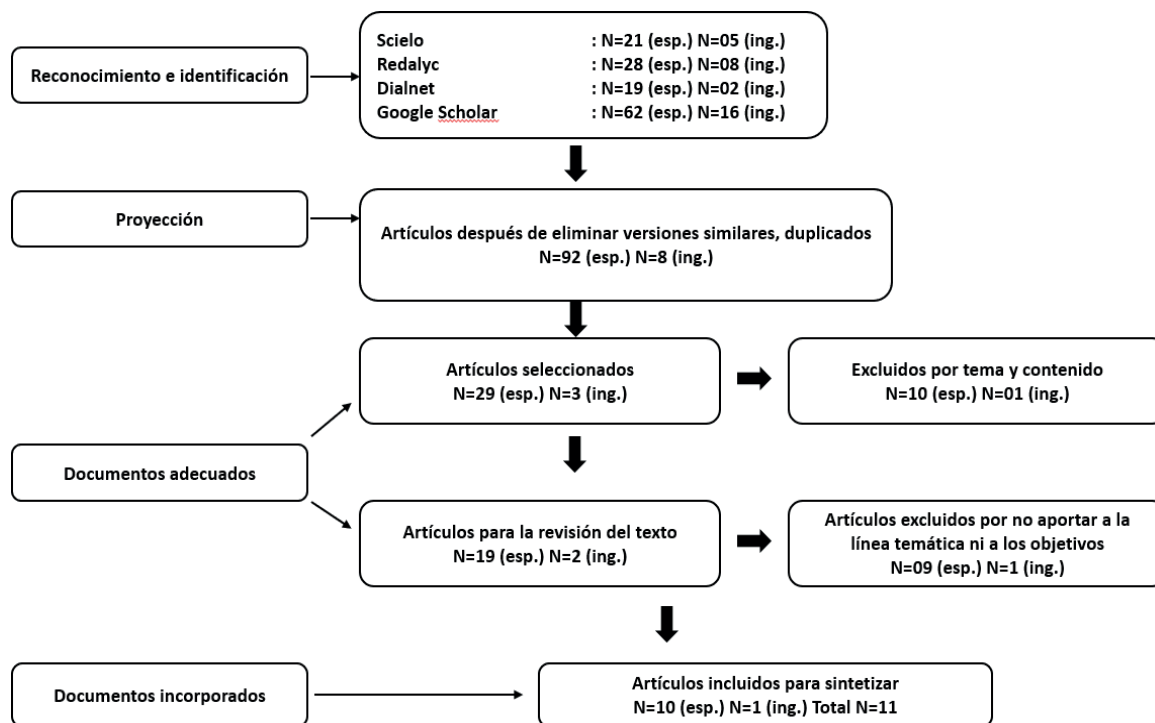 Reconocimiento e identificación
Scielo : N=21 (esp.) N=05 (ing.)
Redalyc : N=28 (esp.) N=08 (ing.)
Dialnet : N=19 (esp.) N=02 (ing.)
Google Scholar : N=62 (esp.) N=16 (ing.)
Proyección
Artículos después de eliminar versiones similares, duplicados
N=92 (esp.) N=8 (ing.)
Artículos seleccionados
N=29 (esp.) N=3 (ing.)
Excluidos por tema y contenido
N=10 (esp.) N=01 (ing.)
Documentos adecuados
Artículos para la revisión del texto
N=19 (esp.) N=2 (ing.)
Artículos excluidos por no aportar a la
línea temática ni a los objetivos
N=09 (esp.) N=1 (ing.)
Documentos incorporados
Artículos incluidos para sintetizar
N=10 (esp.) N=1 (ing.) Total N=11